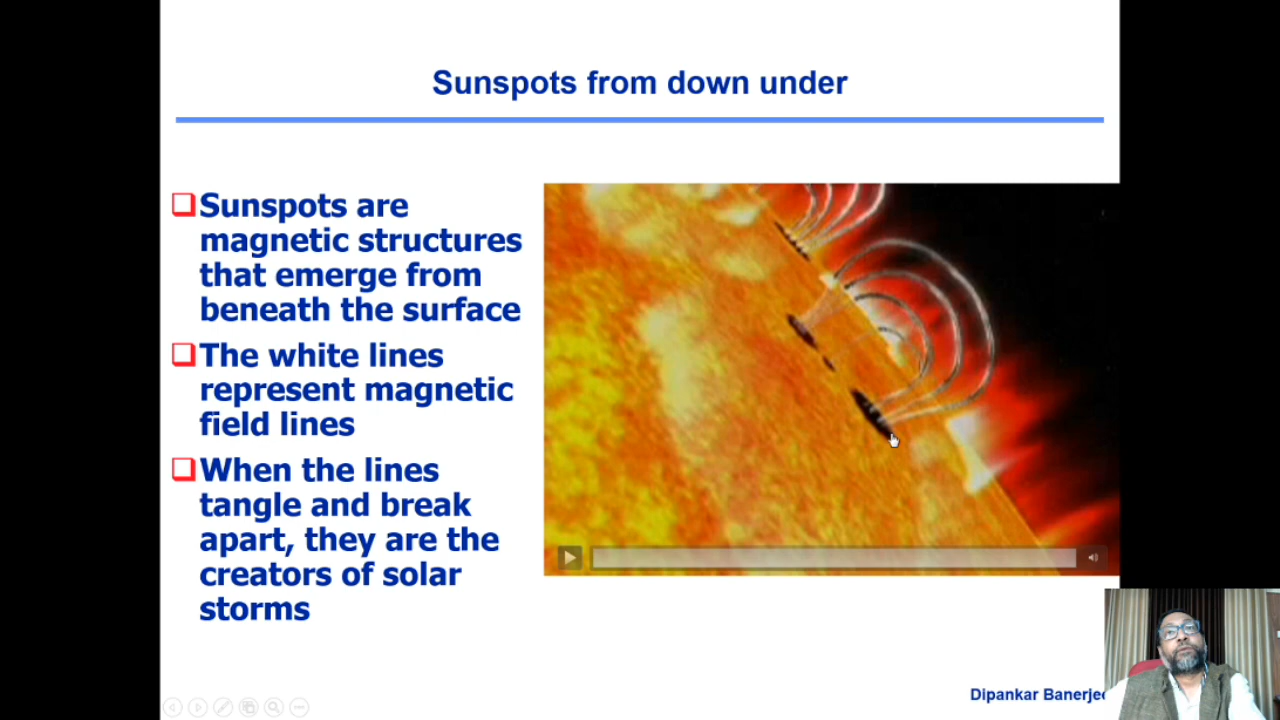 Sunspots from down under
Sunspots are
magnetic structures
that emerge from
beneath the surface
The white lines
represent magnetic
field lines
When the lines
tangle and break
apart, they are the
creators of solar
storms
Dipankar Banerjee